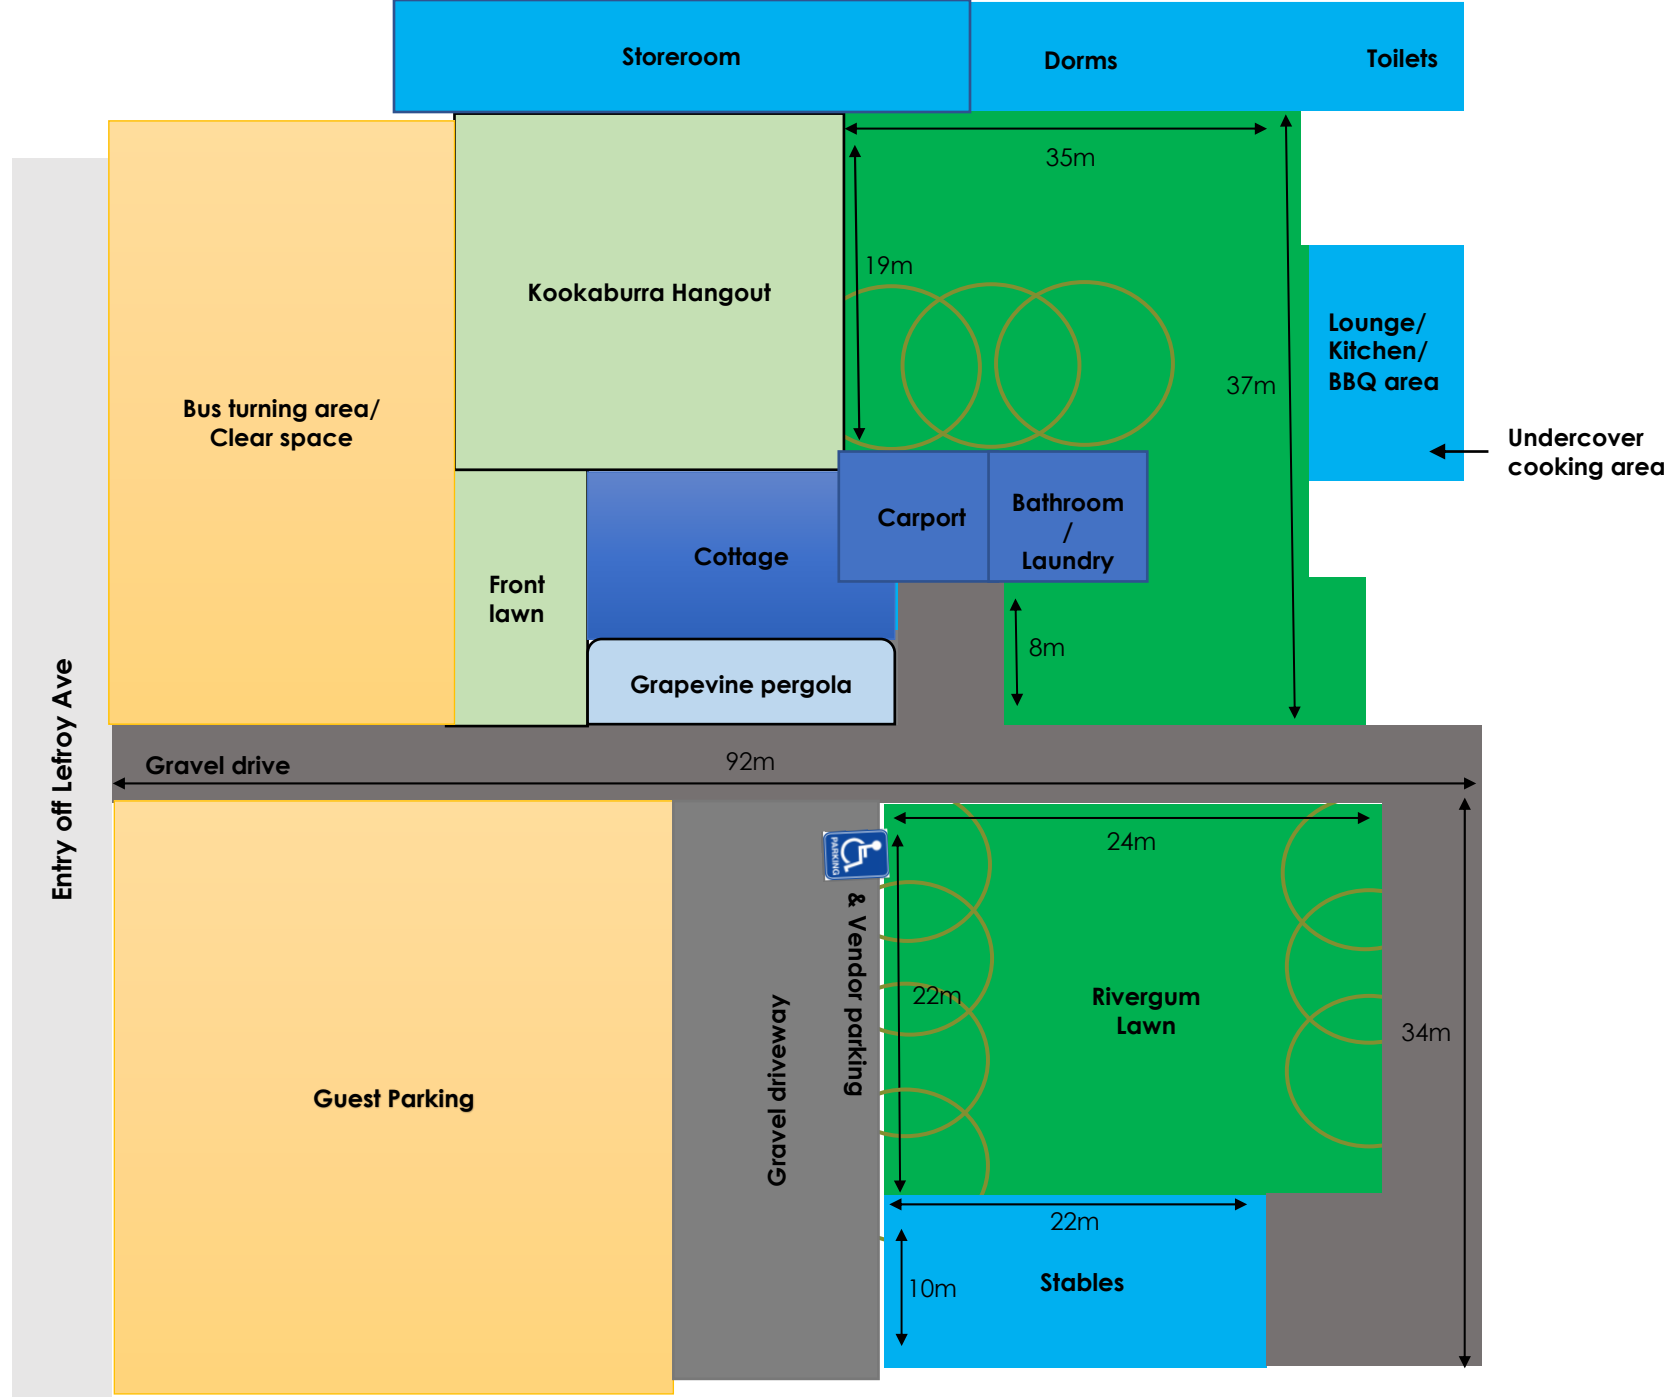 Storeroom
Dorms
Toilets
35m
19m
Kookaburra Hangout
Lounge/
Kitchen/
BBQ area
37m
Bus turning area/
Clear space
Undercover
cooking area
Carport
Bathroom
/
Laundry
Cottage
Front
lawn
8m
Grapevine pergola
Entry off Lefroy Ave
Gravel drive
92m
24m
PARKING
& Vendor parking
22m
Rivergum
Lawn
34m
Gravel driveway
Guest Parking
22m
10m
Stables